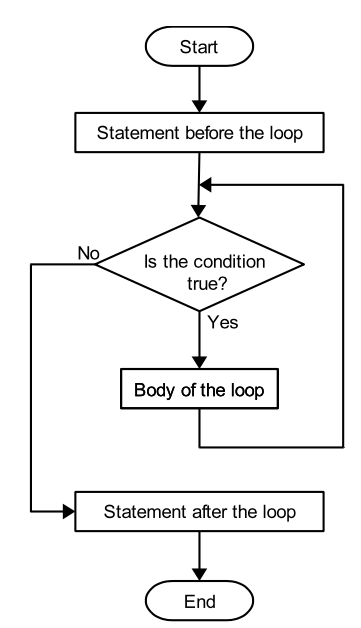 Start
Statement before the loop
No
Is the condition
true?
Yes
Body of the loop
Statement after the loop
End